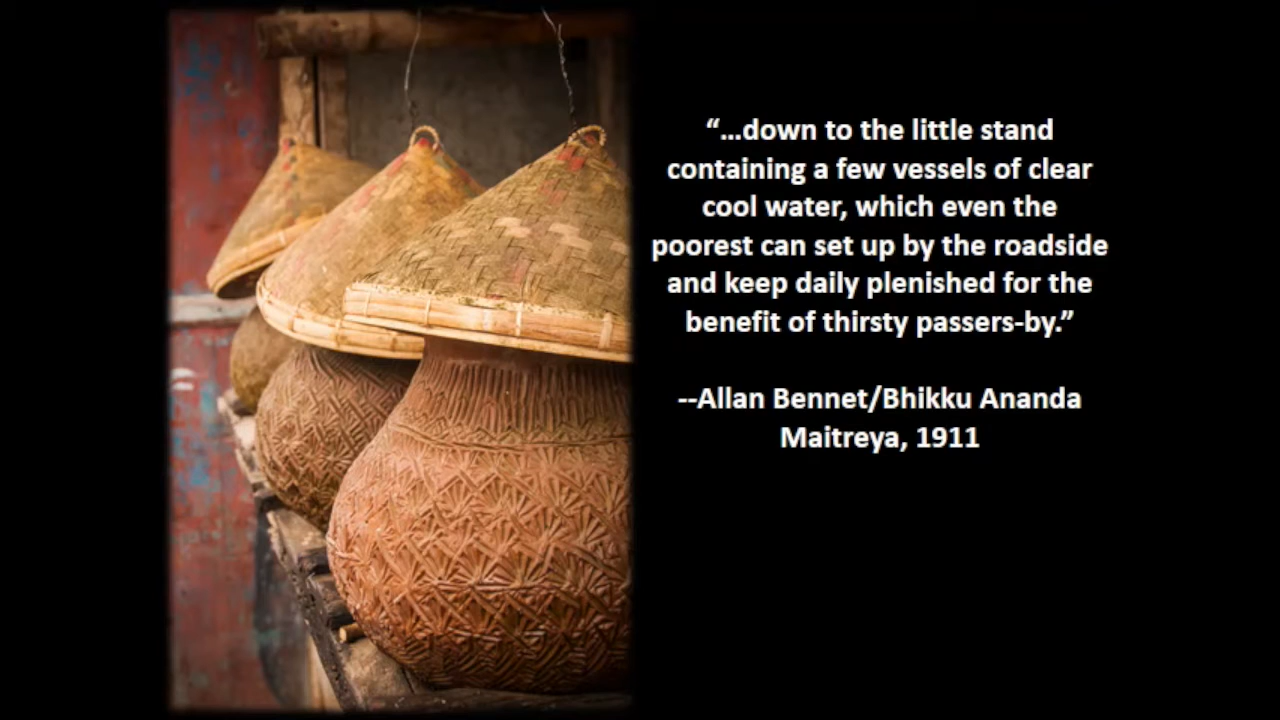 “...down to the little stand
containing a few vessels of clear
cool water, which even the
poorest can set up by the roadside
and keep daily plenished for the
benefit of thirsty passers-by.”
--Allan Bennet/Bhikku Ananda
Maitreya, 1911